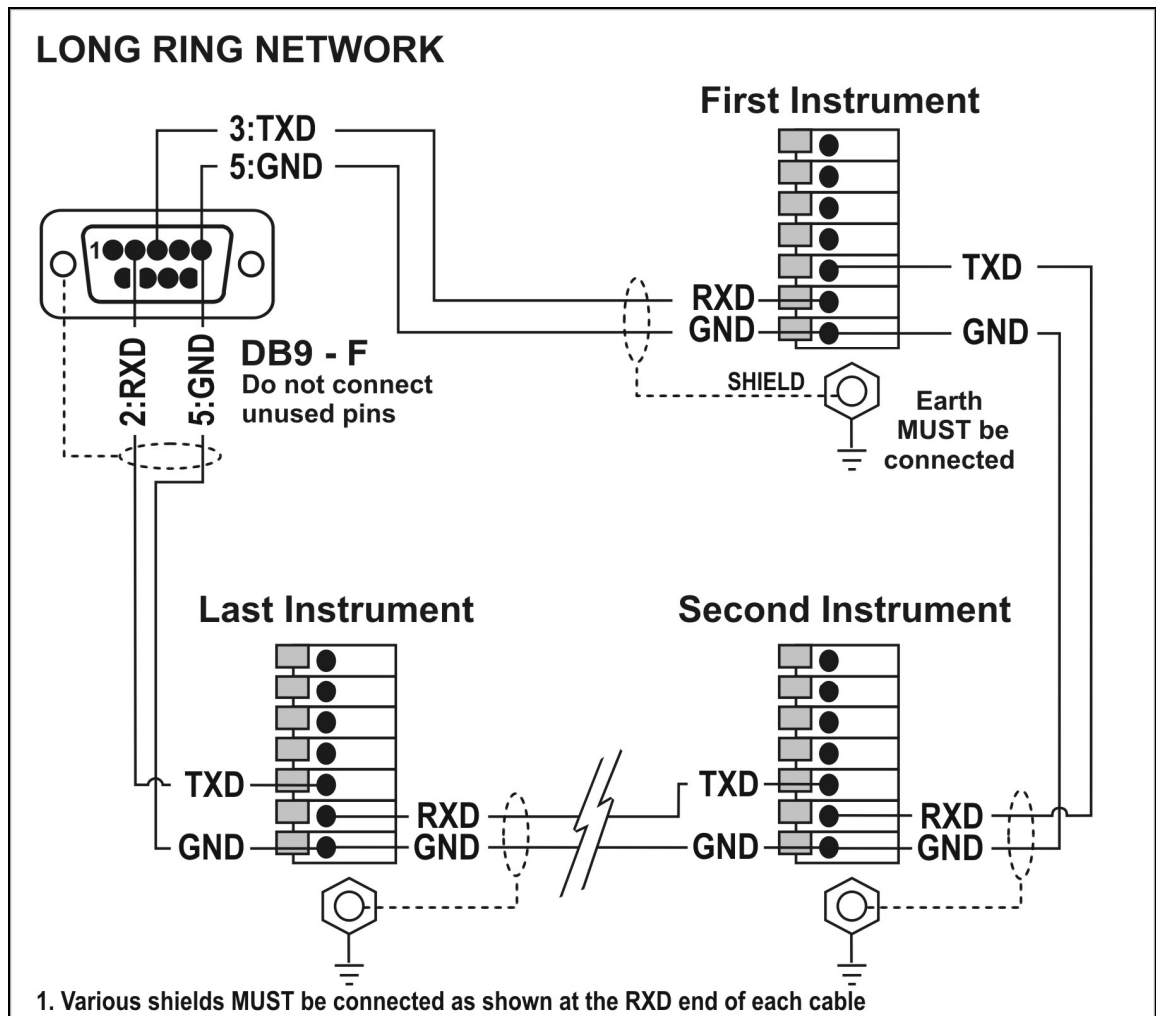 LONG RING NETWORK
First Instrument
3:TXD
5:GND
1
TXD
RXD
GND
GND
DB9 - F
Do not connect
unused pins
2:RXD
5:GND
SHIELD
Earth
MUST be
connected
Last Instrument
Second Instrument
TXD
RXD
GND
GND
TXD
RXD
GND
GND
1. Various shields MUST be connected as shown at the RXD end of each cable